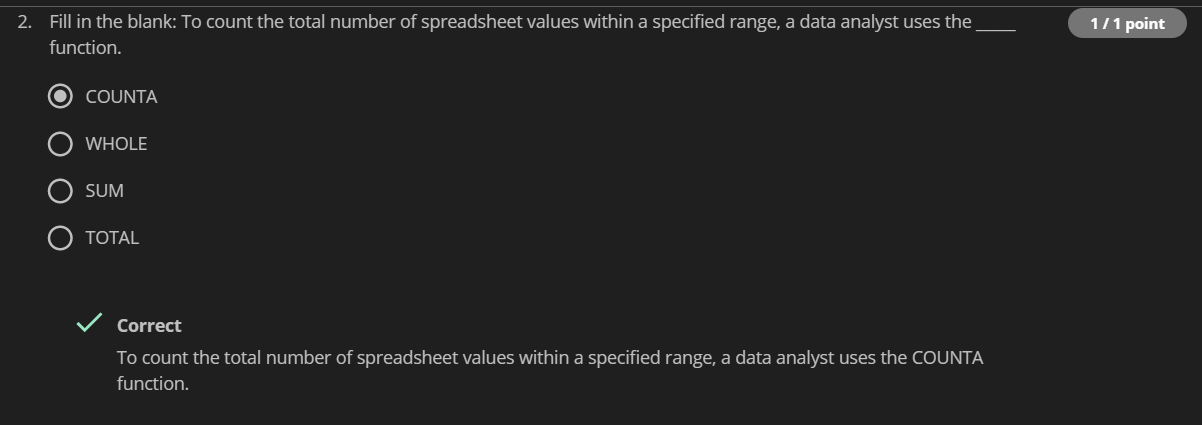 2. Fill in the blank: To count the total number of spreadsheet values within a specified range, a data analyst uses the _____ 1 / 1 point
function.
COUNTA
WHOLE
SUM
TOTAL
Correct
To count the total number of spreadsheet values within a specified range, a data analyst uses the COUNTA
function.